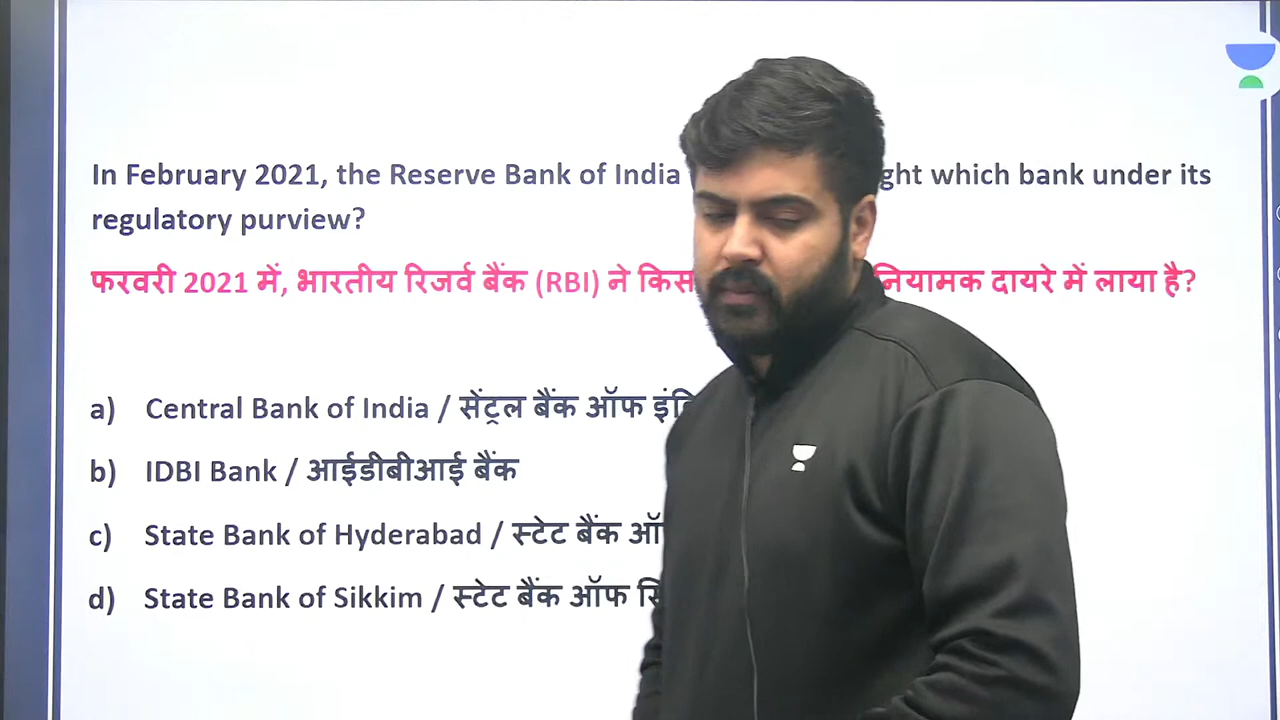 In February 2021, the Reserve Bank of India which bank under its
regulatory purview?
फरवरी 2021 में, भारतीय रिजर्व बैंक (RBI) ने किस नियामक दायरे में लाया है?
a) Central Bank of India / सेंट्रल बैंक ऑफ
b) IDBI Bank / आईडीबीआई बैंक
c) State Bank of Hyderabad / स्टेट बैंक
d) State Bank of Sikkim / स्टेट बैंक ऑफ